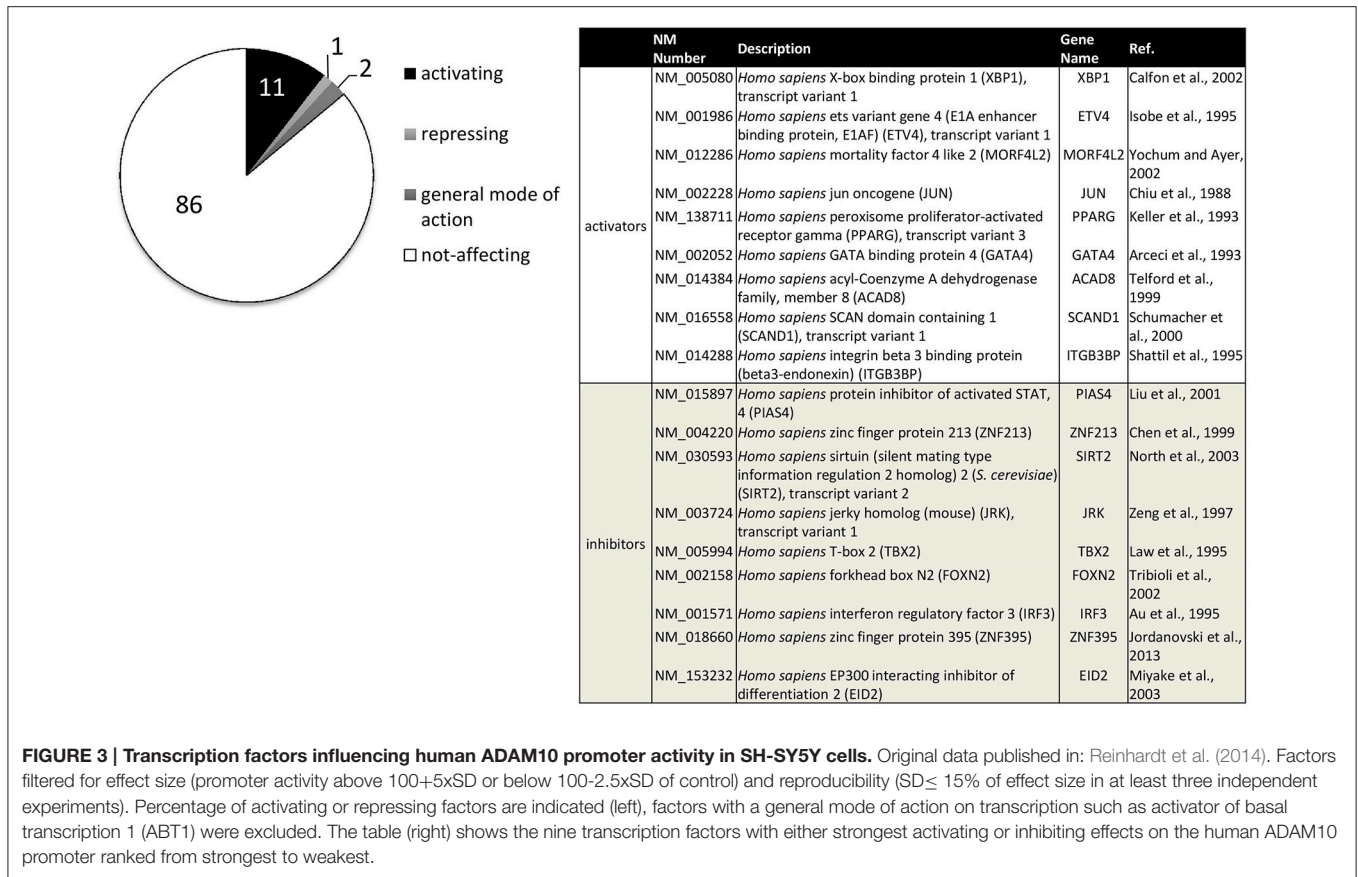 1
2
11
86
activating
repressing
general mode of
action
not-affecting
NM
Number
Description
Gene
Name
Ref.
activators
NM_005080 Homo sapiens X-box binding protein 1 (XBP1),
transcript variant 1
XBP1
Calfon et al., 2002
NM_001986 Homo sapiens ets variant gene 4 (E1A enhancer
binding protein, E1AF) (ETV4), transcript variant 1
ETV4
Isobe et al., 1995
NM_012286 Homo sapiens mortality factor 4 like 2 (MORF4L2)
MORF4L2
Yochum and Ayer,
2002
NM_002228 Homo sapiens jun oncogene (JUN)
JUN
Chiu et al., 1988
NM_138711 Homo sapiens peroxisome proliferator-activated
receptor gamma (PPARG), transcript variant 3
PPARG
Keller et al., 1993
NM_002052 Homo sapiens GATA binding protein 4 (GATA4)
GATA4
Arceci et al., 1993
NM_014384 Homo sapiens acyl-Coenzyme A dehydrogenase
family, member 8 (ACAD8)
ACAD8
Telford et al.,
1999
NM_016558 Homo sapiens SCAN domain containing 1
(SCAND1), transcript variant 1
SCAND1
Schumacher et
al., 2000
NM_014288 Homo sapiens integrin beta 3 binding protein
(beta3-endonexin) (ITGB3BP)
ITGB3BP
Shattil et al., 1995
inhibitors
NM_015897 Homo sapiens protein inhibitor of activated STAT,
4 (PIAS4)
PIAS4
Liu et al., 2001
NM_004220 Homo sapiens zinc finger protein 213 (ZNF213)
ZNF213
Chen et al., 1999
NM_030593 Homo sapiens sirtuin (silent mating type
information regulation 2 homolog) 2 (S. cerevisiae)
(SIRT2), transcript variant 2
SIRT2
North et al., 2003
NM_003724 Homo sapiens jerky homolog (mouse) (JRK),
transcript variant 1
JRK
Zeng et al., 1997
NM_005994 Homo sapiens T-box 2 (TBX2)
TBX2
Law et al., 1995
NM_002158 Homo sapiens forkhead box N2 (FOXN2)
FOXN2
Tribioli et al.,
2002
NM_001571 Homo sapiens interferon regulatory factor 3 (IRF3)
IRF3
Au et al., 1995
NM_018660 Homo sapiens zinc finger protein 395 (ZNF395)
ZNF395
Jordanovski et al.,
2013
NM_153232 Homo sapiens EP300 interacting inhibitor of
differentiation 2 (EID2)
EID2
Miyake et al.,
2003
FIGURE 3 | Transcription factors influencing human ADAM10 promoter activity in SH-SY5Y cells. Original data published in: Reinhardt et al. (2014). Factors
filtered for effect size (promoter activity above 100+5xSD or below 100-2.5xSD of control) and reproducibility (SD≤ 15% of effect size in at least three independent
experiments). Percentage of activating or repressing factors are indicated (left), factors with a general mode of action on transcription such as activator of basal
transcription 1 (ABT1) were excluded. The table (right) shows the nine transcription factors with either strongest activating or inhibiting effects on the human ADAM10
promoter ranked from strongest to weakest.